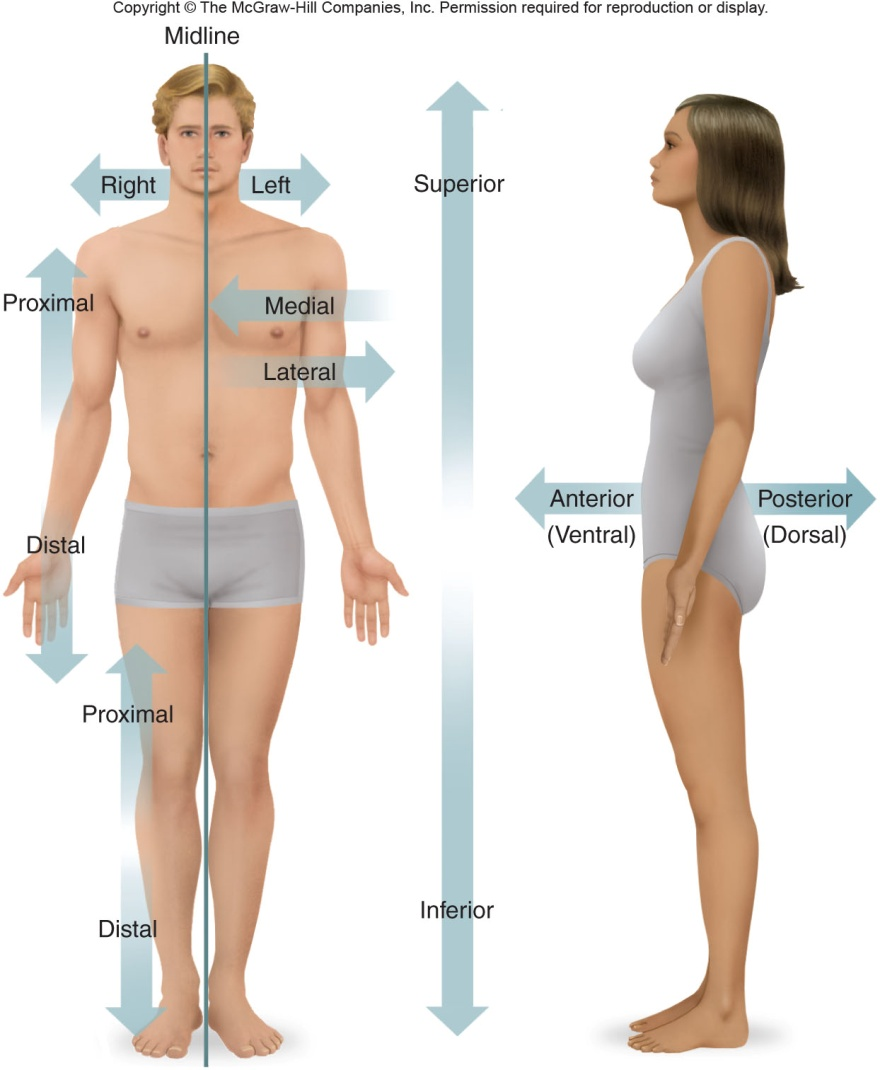 Copyright © The McGraw-Hill Companies, Inc. Permission required for reproduction or display.
Midline
Right
Left
Superior
Proximal
Medial
Lateral
Anterior
(Ventral)
Posterior
(Dorsal)
Distal
Proximal
Inferior
Distal